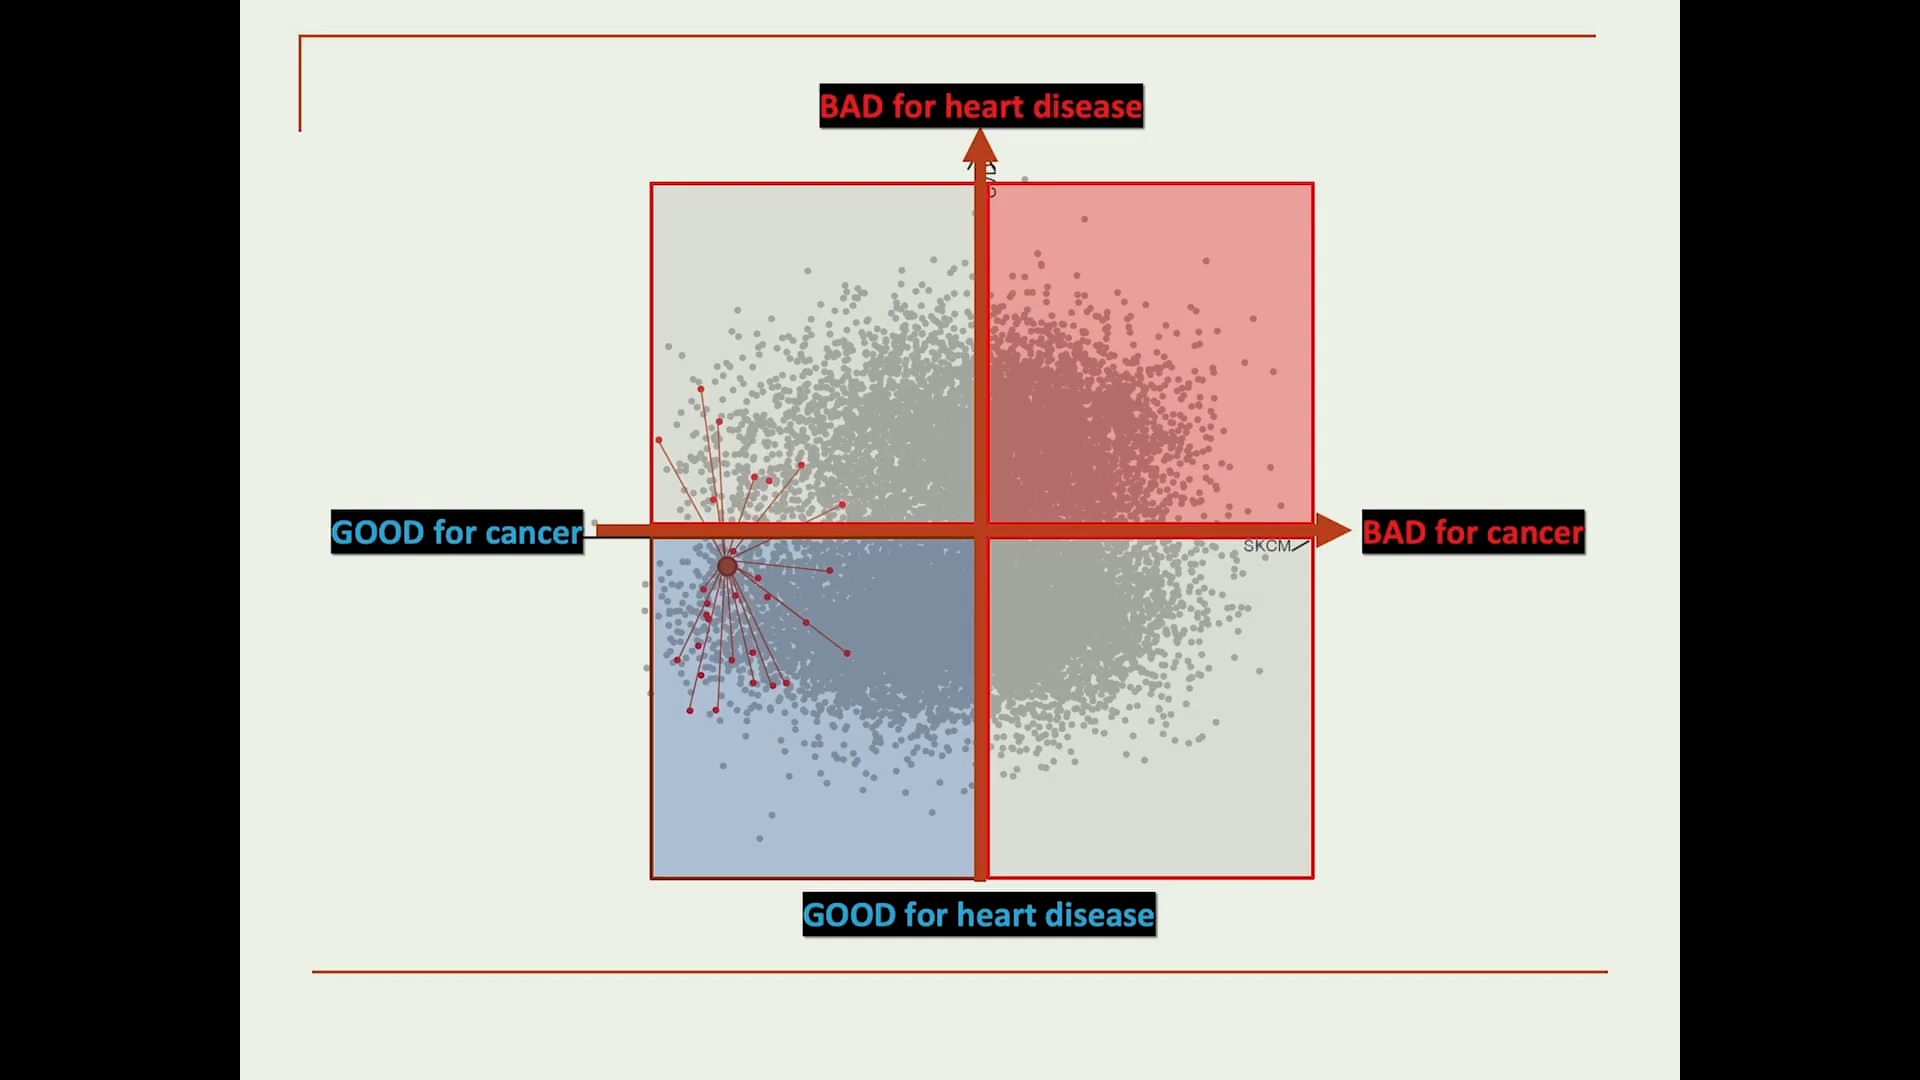 BAD for heart disease
GOOD for cancer
BAD for cancer
SKCM
GOOD for heart disease